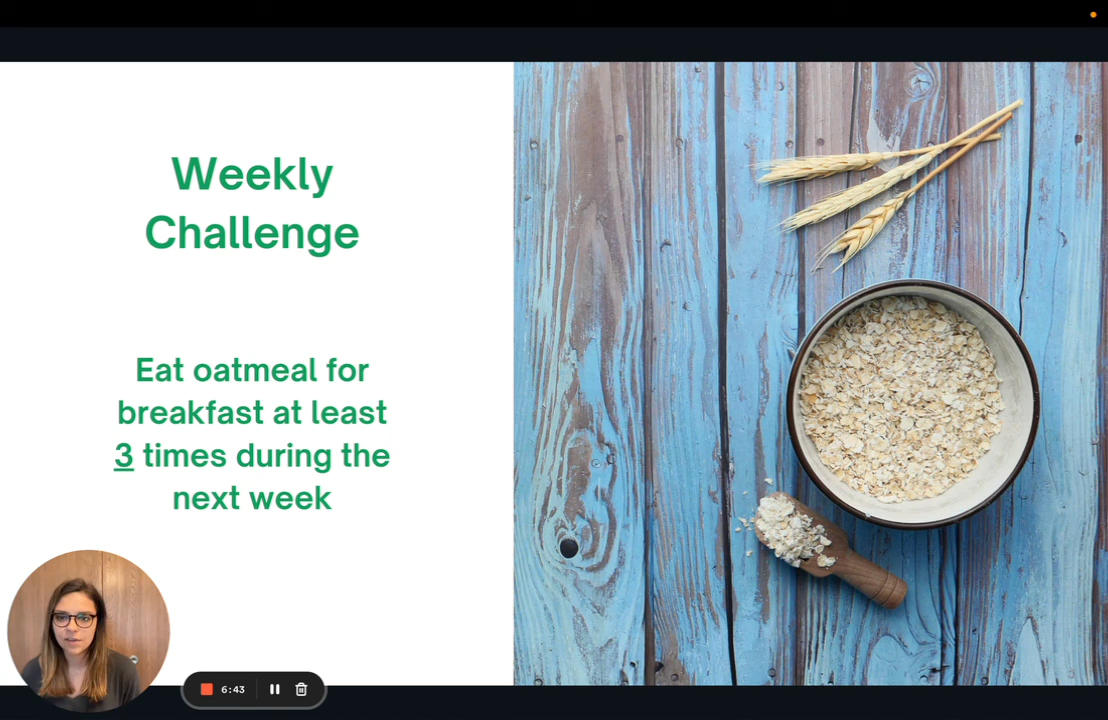 Weekly
Challenge
Eat oatmeal for
breakfast at least
3 times during the
next week
6:43